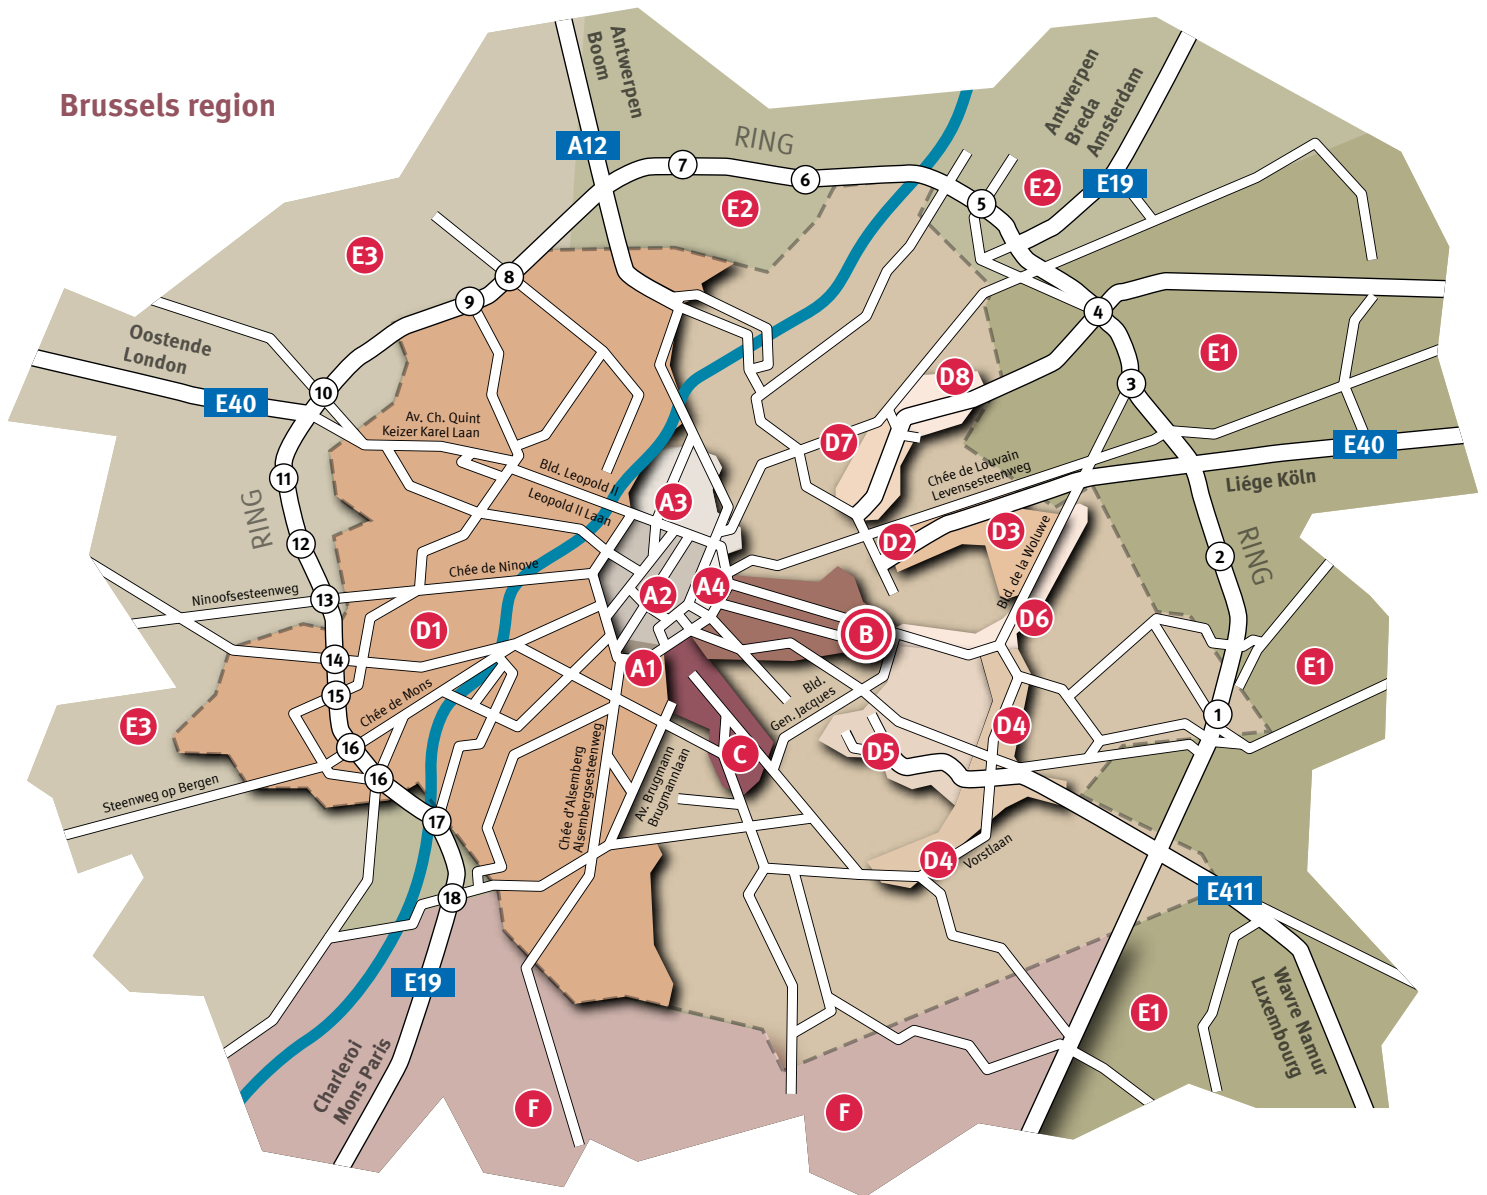 Brussels region
Antwerpen
Boom
A12
RING
7
6
E2
Antwerpen
Breda
Amsterdam
E2
E19
5
E3
8
9
4
Oostende
London
E40
10
E1
3
D8
Av. Ch. Quint
Keizer Karel Laan
D7
E40
Bld. Leopold II
Leopold II Laan
Chée de Louvain
Levensesteenweg
Liége Köln
11
RING
A3
12
D2
D3
RING
2
Chée de Ninove
Ninoofsesteenweg
13
A2
A4
Bld. de la Woluwe
D6
D1
B
14
A1
E1
15
Chée de Mons
Bld.
Gen. Jacques
1
E3
16
D4
D5
C
16
Steenweg op Bergen
Chée d'Alsemberg
Alsembergsesteenweg
Av. Brugmann
Brugmannlaan
17
D4
Vorstlaan
18
E411
E19
E1
Wavre Namur
Luxembourg
Charleroi
Mons Paris
F
F